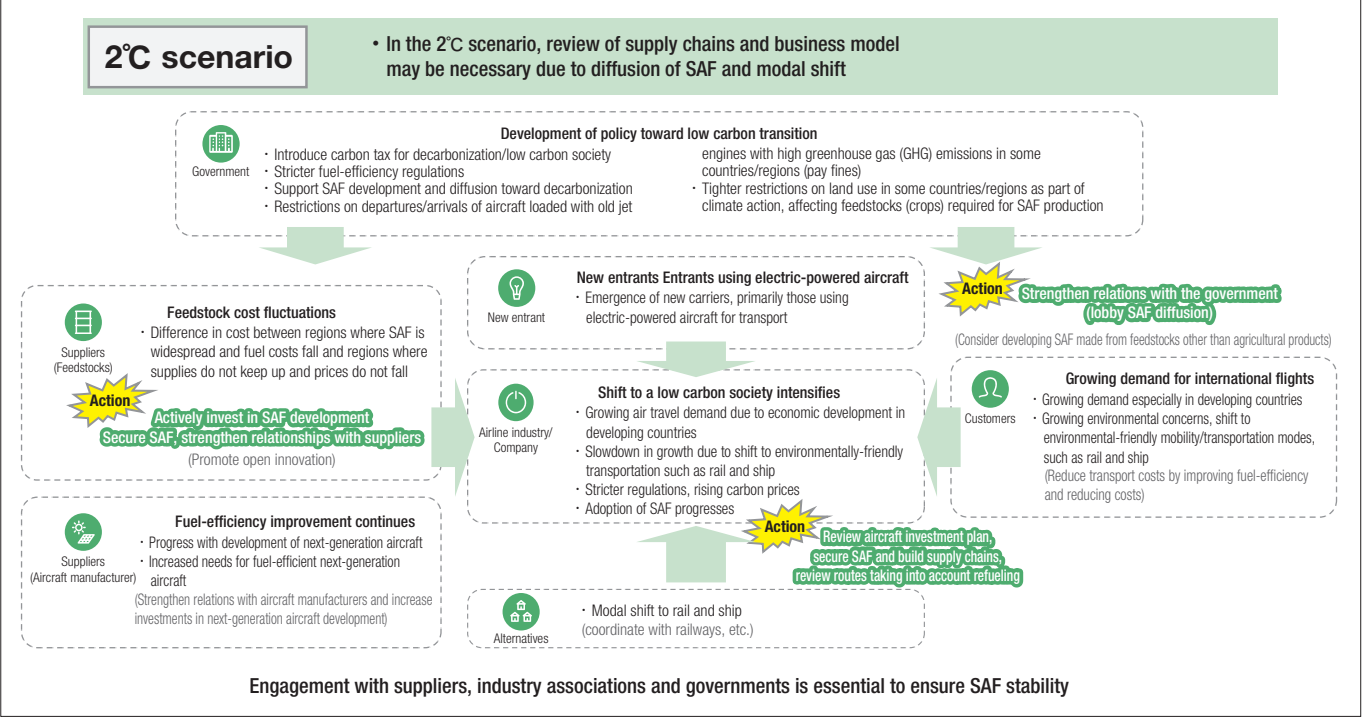 2℃ scenario
• In the 2℃ scenario, review of supply chains and business model
may be necessary due to diffusion of SAF and modal shift
Government
Development of policy toward low carbon transition
・Introduce carbon tax for decarbonization/low carbon society
・Stricter fuel-efficiency regulations
・Support SAF development and diffusion toward decarbonization
・Restrictions on departures/arrivals of aircraft loaded with old jet
engines with high greenhouse gas (GHG) emissions in some
countries/regions (pay fines)
・Tighter restrictions on land use in some countries/regions as part of
climate action, affecting feedstocks (crops) required for SAF production
Suppliers
(Feedstocks)
Feedstock cost fluctuations
・Difference in cost between regions where SAF is
widespread and fuel costs fall and regions where
supplies do not keep up and prices do not fall
Action
Actively invest in SAF development
Secure SAF, strengthen relationships with suppliers
(Promote open innovation)
Suppliers
(Aircraft manufacturer)
Fuel-efficiency improvement continues
・Progress with development of next-generation aircraft
・Increased needs for fuel-efficient next-generation
aircraft
(Strengthen relations with aircraft manufacturers and increase
investments in next-generation aircraft development)
New entrant
New entrants Entrants using electric-powered aircraft
・Emergence of new carriers, primarily those using
electric-powered aircraft for transport
Airline industry/
Company
Shift to a low carbon society intensifies
・Growing air travel demand due to economic development in
developing countries
・Slowdown in growth due to shift to environmentally-friendly
transportation such as rail and ship
・Stricter regulations, rising carbon prices
・Adoption of SAF progresses
Action
Review aircraft investment plan,
secure SAF and build supply chains,
review routes taking into account refueling
Alternatives
・Modal shift to rail and ship
(coordinate with railways, etc.)
Action
Strengthen relations with the government
(lobby SAF diffusion)
(Consider developing SAF made from feedstocks other than agricultural products)
Customers
Growing demand for international flights
・Growing demand especially in developing countries
・Growing environmental concerns, shift to
environmental-friendly mobility/transportation modes,
such as rail and ship
(Reduce transport costs by improving fuel-efficiency
and reducing costs)
Engagement with suppliers, industry associations and governments is essential to ensure SAF stability